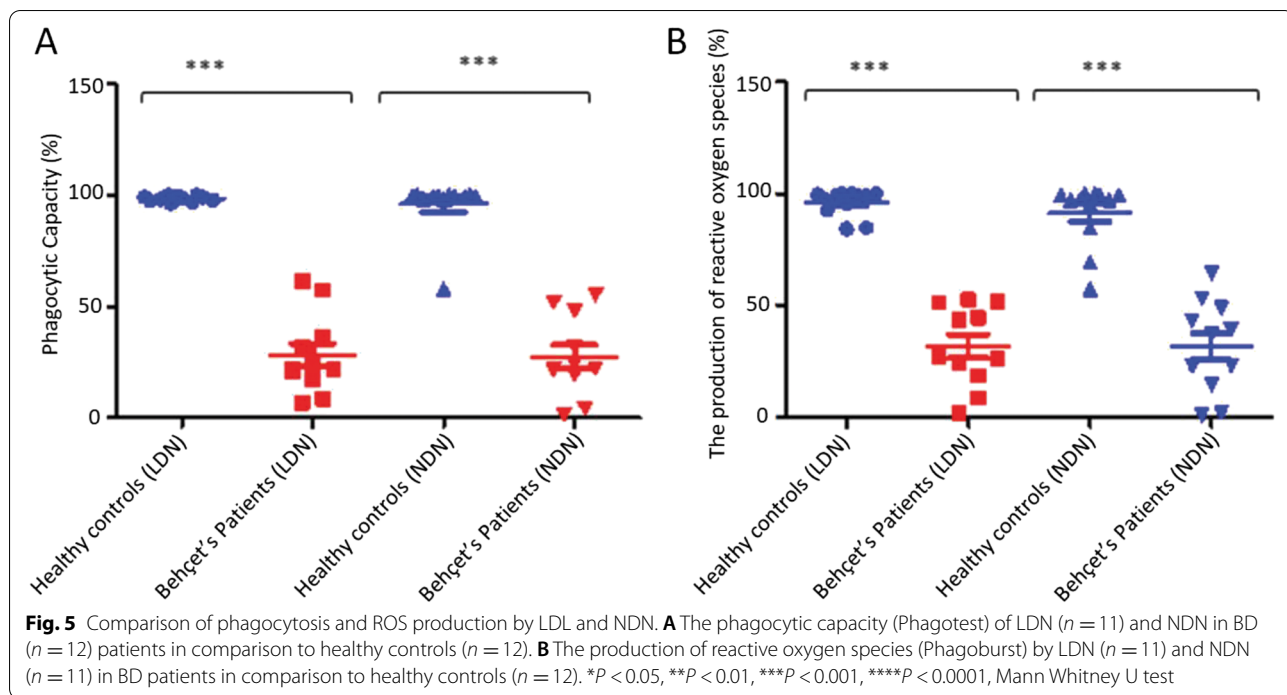 A
B
***
***
***
***
150
100
50
0
Phagocytic Capacity (%)
150
100
50
0
The production of reactive oxygen species (%)
Healthy controls (LDN)
Behçet's Patients (LDN)
Healthy controls (NDN)
Behçet's Patients (NDN)
Healthy controls (LDN)
Behçet's Patients (LDN)
Healthy controls (NDN)
Behçet's Patients (NDN)
Fig. 5 Comparison of phagocytosis and ROS production by LDL and NDN. A The phagocytic capacity (Phagotest) of LDN (n = 11) and NDN in BD
(n = 12) patients in comparison to healthy controls (n = 12). B The production of reactive oxygen species (Phagoburst) by LDN (n = 11) and NDN
(n = 11) in BD patients in comparison to healthy controls (n = 12). *P < 0.05, **P < 0.01, ***P < 0.001, ****P < 0.0001, Mann Whitney U test